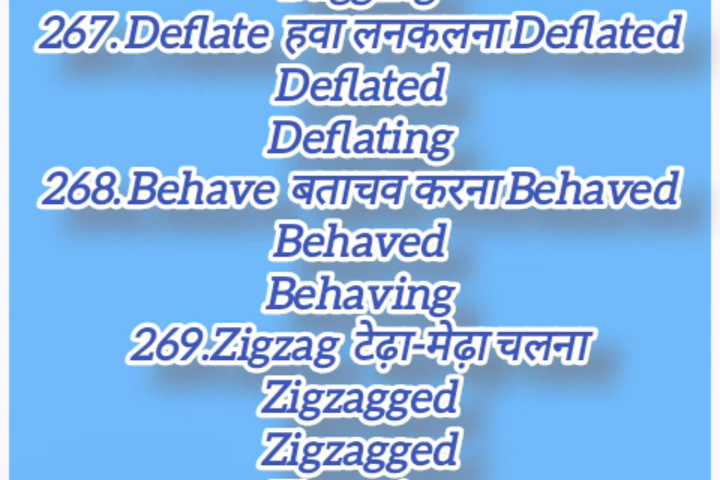 267. Deflate हवा लनकलना Deflated
Deflated
Deflating
268. Behave बताचव करना Behaved
Behaved
Behaving
269.Zigzag टेढ़ा-मेढ़ा चलना
Zigzagged
Zigzagged